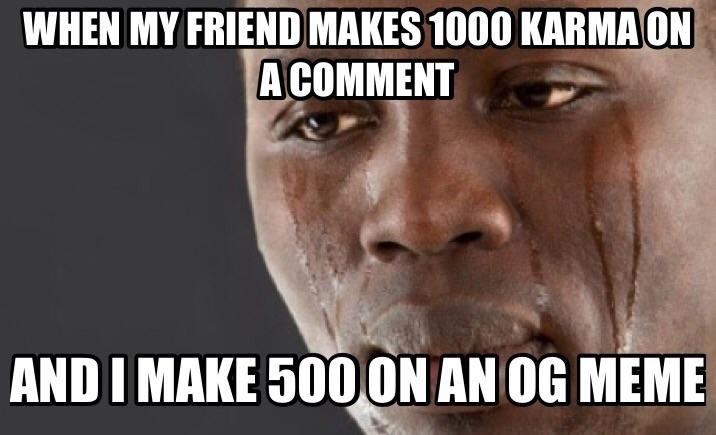 WHEN MY FRIEND MAKES 1000 KARMA ON
A COMMENT
AND I MAKE 500 ON AN OG MEME